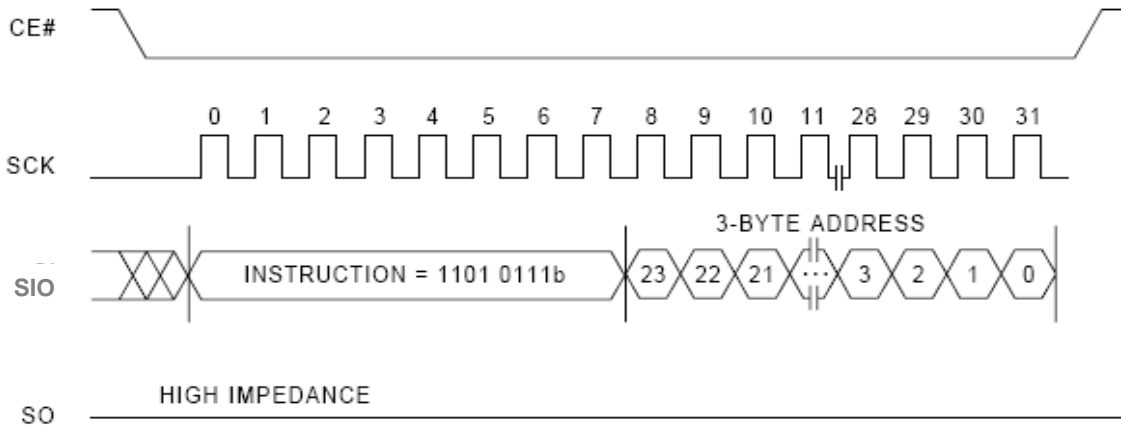 CE#
0 1 2 3 4 5 6 7 8 9 10 11 28 29 30 31
SCK
3-BYTE ADDRESS
SIO
INSTRUCTION = 1101 0111b 23 22 21 ... 3 2 1 0
HIGH IMPEDANCE
SO